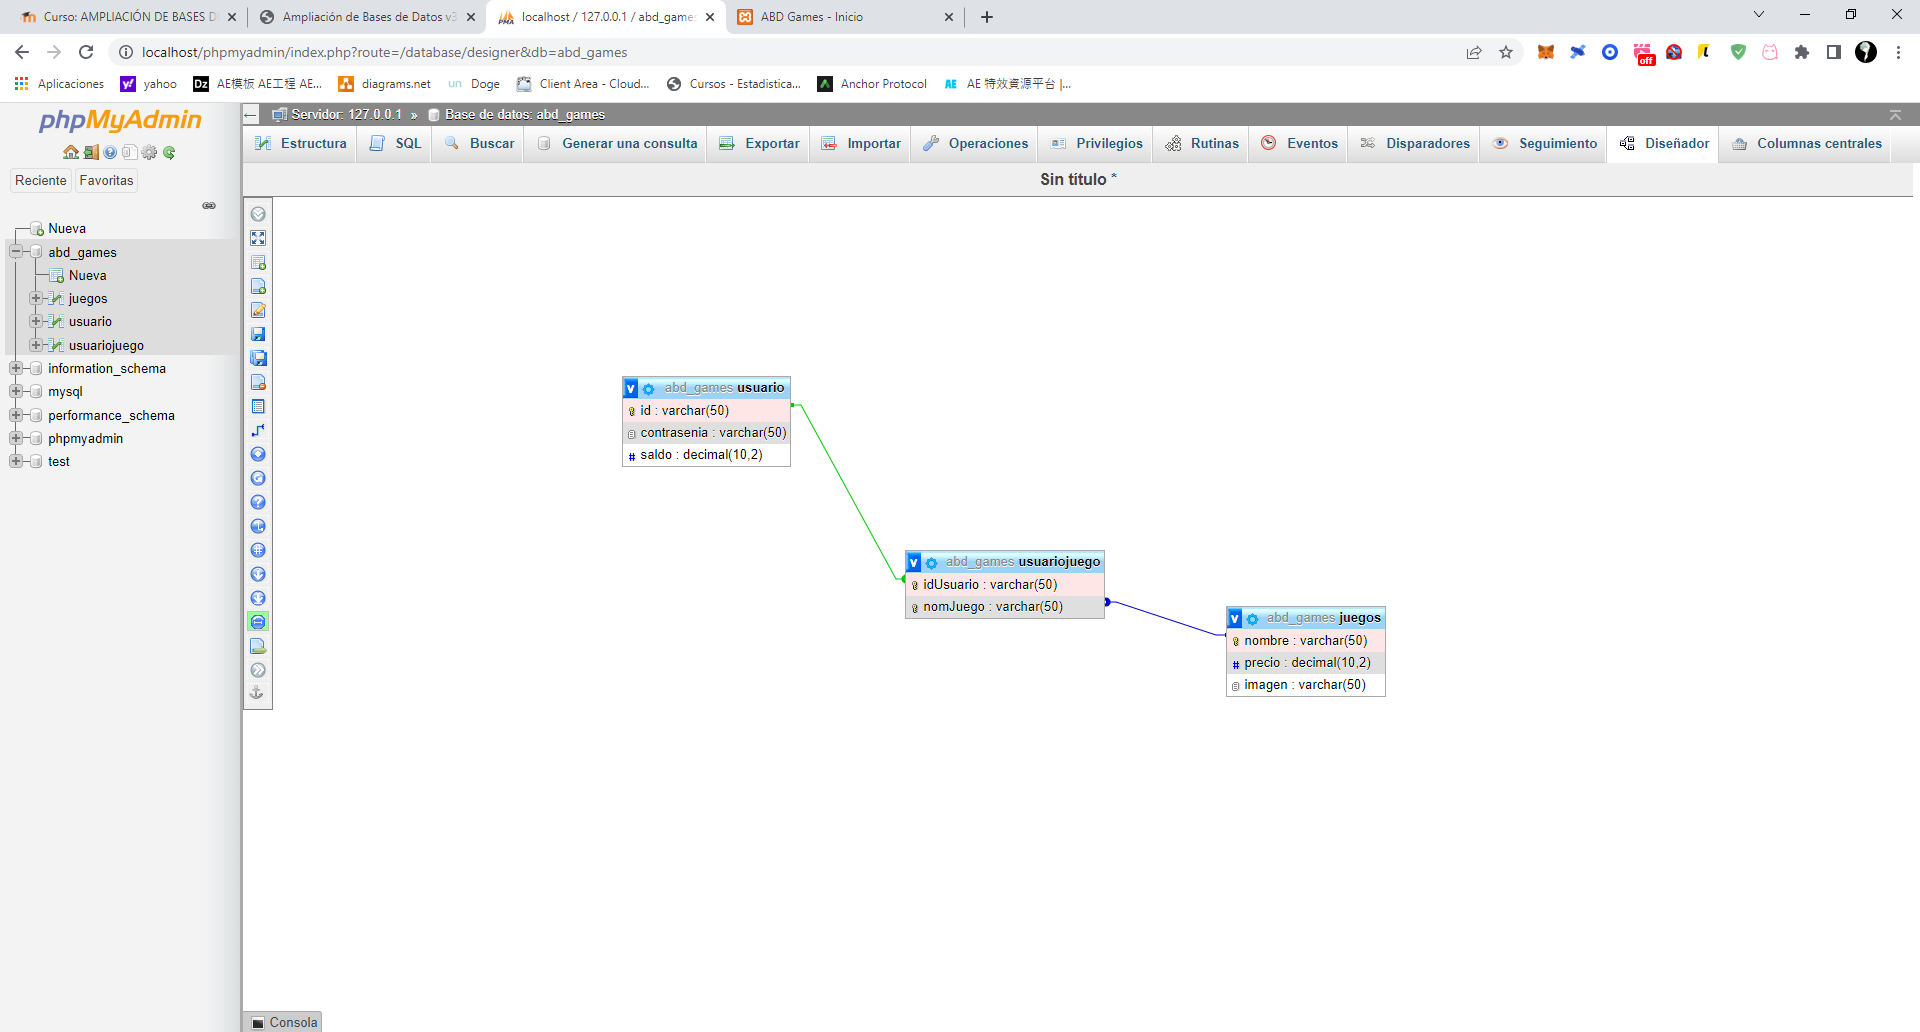 Curso: AMPLIACIÓN DE BASES D
Ampliación de Bases de Datos v3
localhost / 127.0.0.1 / abd_games
ABD Games - Inicio
localhost/phpmyadmin/index.php?route=/database/designer&db=abd_games
off
Aplicaciones
yahoo
Dz AE模板 AE工程 AE...
diagrams.net
un Doge
Client Area - Cloud...
Cursos - Estadistica...
Anchor Protocol
AE AE 特效資源平台 |...
phpMyAdmin
Reciente
Favoritas
Nueva
abd_games
Nueva
juegos
usuario
usuariojuego
information_schema
mysql
performance_schema
phpmyadmin
test
Servidor: 127.0.0.1 » Base de datos: abd_games
Estructura
SQL
Buscar
Generar una consulta
Exportar
Importar
Operaciones
Privilegios
Rutinas
Eventos
Disparadores
Seguimiento
Diseñador
Columnas centrales
Sin título *
v abd_games usuario
id : varchar(50)
contrasenia : varchar(50)
# saldo : decimal(10,2)
v abd_games usuariojuego
idUsuario : varchar(50)
nomJuego : varchar(50)
v abd_games juegos
nombre : varchar(50)
# precio : decimal(10,2)
imagen : varchar(50)
Consola